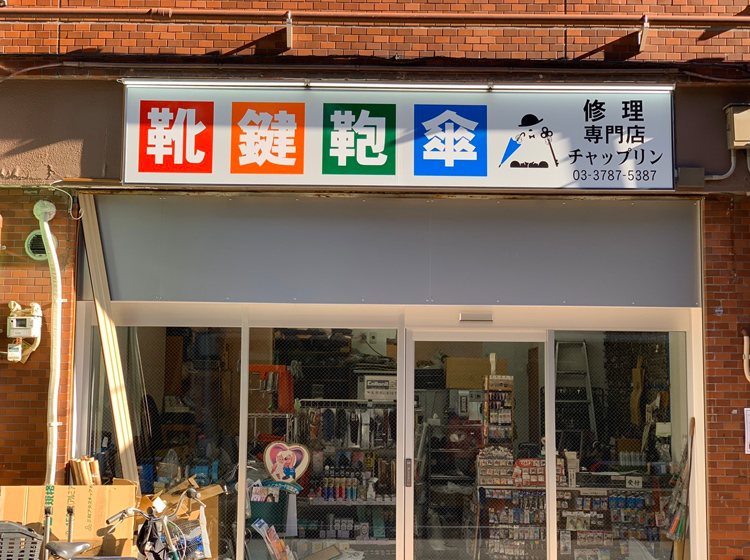 靴 鍵 鞄 傘
修理
専門店
チャップリン
03-3787-5387
Collonil
受付